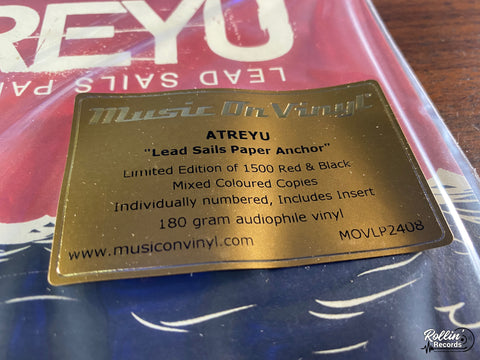 TREYU
LEAD SAILS PA
Music On Vinyl
ATREYU
"Lead Sails Paper Anchor"
Limited Edition of 1500 Red & Black
Mixed Coloured Copies
Individually numbered, Includes Insert
180 gram audiophile vinyl
www.musiconvinyl.com
MOVLP2408
Rollin' Records